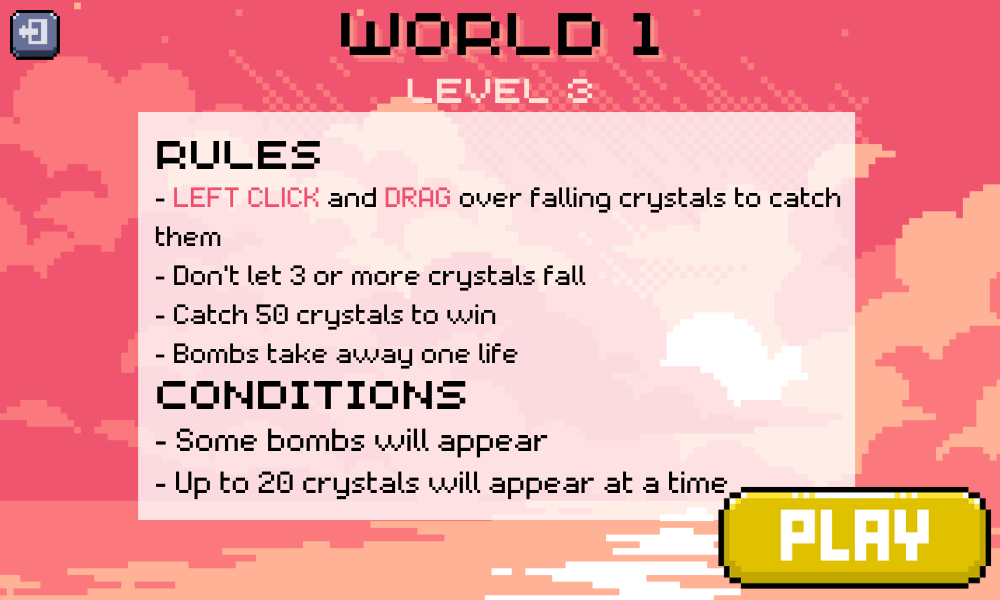 WORLD 1
LEVEL 3
RULES
- LEFT CLICK and DRAG over falling crystals to catch
them
- Don't let 3 or more crystals fall
- Catch 50 crystals to win
- Bombs take away one life
CONDITIONS
- Some bombs will appear
- Up to 20 crystals will appear at a time
PLAY